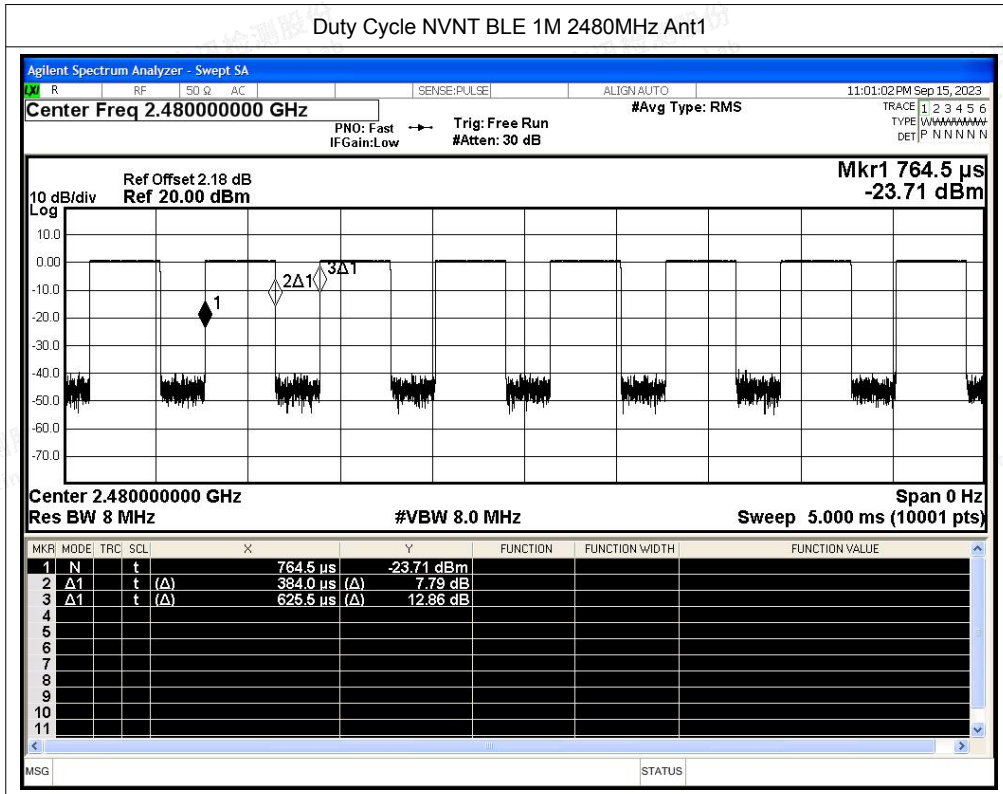 Duty Cycle NVNT BLE 1M 2480MHz Ant1
Agilent Spectrum Analyzer - Swept SA
LXI R RF 50 Ω AC SENSE:PULSE ALIGN AUTO 11:01:02 PM Sep 15, 2023
Center Freq 2.480000000 GHz #Avg Type: RMS TRACE 1 2 3 4 5 6
PNO: Fast Trig: Free Run TYPE WWWWWW
IFGain:Low #Atten: 30 dB DET P N N N N N
Mkr1 764.5 µs
Ref Offset 2.18 dB
10 dB/div Ref 20.00 dBm -23.71 dBm
Log
10.0
0.00
-10.0
-20.0
-30.0
-40.0
-50.0
-60.0
-70.0
1
2Δ1
3Δ1
Center 2.480000000 GHz Span 0 Hz
Res BW 8 MHz #VBW 8.0 MHz Sweep 5.000 ms (10001 pts)
MKR MODE TRC SCL X Y FUNCTION FUNCTION WIDTH FUNCTION VALUE
1 N t 764.5 µs -23.71 dBm
2 Δ1 t (Δ) 384.0 µs (Δ) 7.79 dB
3 Δ1 t (Δ) 625.5 µs (Δ) 12.86 dB
4
5
6
7
8
9
10
11
MSG STATUS